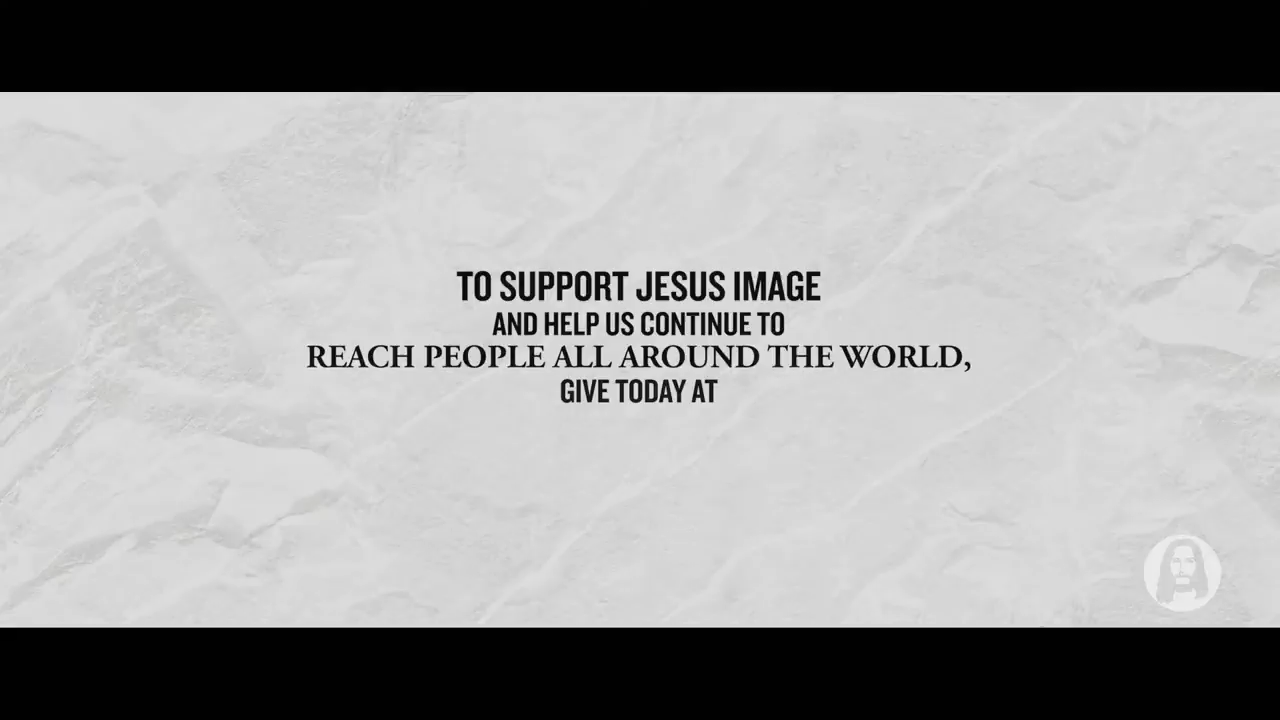 TO SUPPORT JESUS IMAGE
AND HELP US CONTINUE TO
REACH PEOPLE ALL AROUND THE WORLD,
GIVE TODAY AT